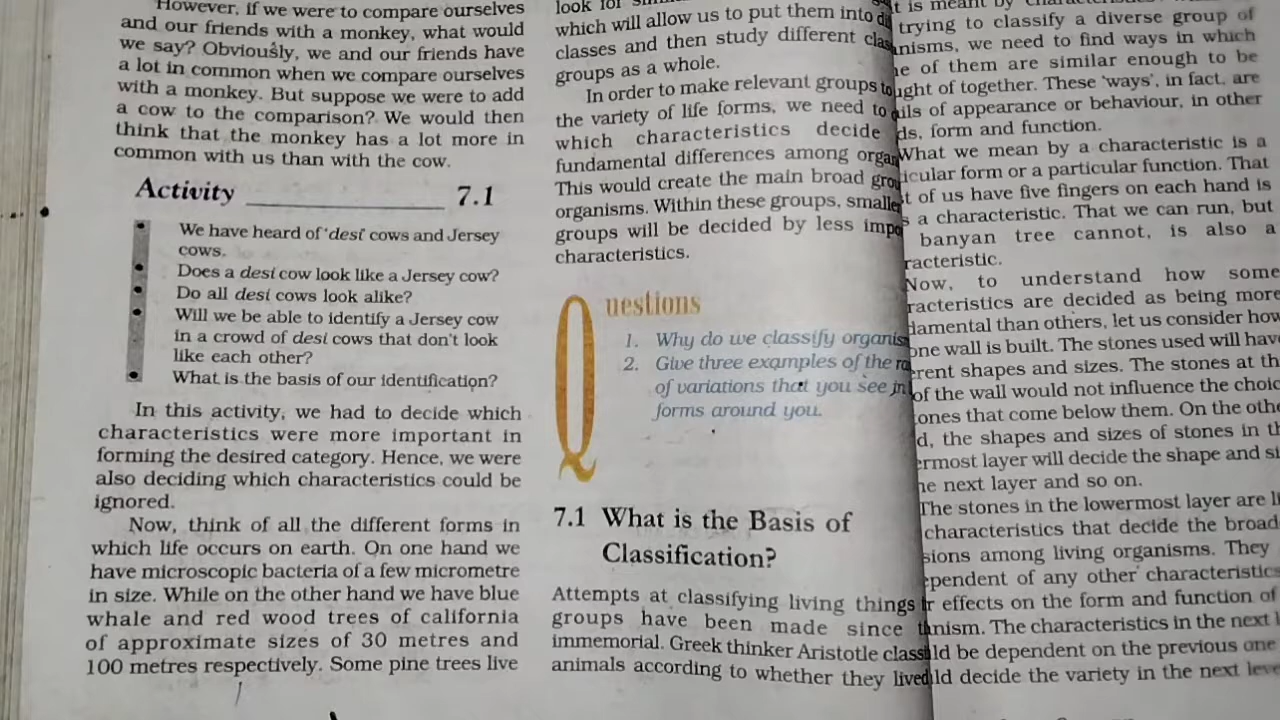 However, if we were to compare ourselves
and our friends with a monkey, what would
we say? Obviously, we and our friends have
a lot in common when we compare ourselves
with a monkey. But suppose we were to add
a cow to the comparison? We would then
think that the monkey has a lot more in
common with us than with the cow.
Activity 7.1
• We have heard of 'desi cows and Jersey
cows.
• Does a desi cow look like a Jersey cow?
• Do all desi cows look alike?
• Will we be able to identify a Jersey cow
in a crowd of desi cows that don't look
like each other?
• What is the basis of our identification?
In this activity, we had to decide which
characteristics were more important in
forming the desired category. Hence, we were
also deciding which characteristics could be
ignored.
Now, think of all the different forms in
which life occurs on earth. On one hand we
have microscopic bacteria of a few micrometre
in size. While on the other hand we have blue
whale and red wood trees of california
of approximate sizes of 30 metres and
100 metres respectively. Some pine trees live
look for
which will allow us to put them into
classes and then study different
groups as a whole.
In order to make relevant groups
the variety of life forms, we need to
which characteristics decide
fundamental differences among
This would create the main broad
organisms. Within these groups, smaller
groups will be decided by less
characteristics.
Questions
1. Why do we classify
2. Give three examples of the
of variations that you see in
forms around you.
7.1 What is the Basis of
Classification?
Attempts at classifying living things
groups have been made since
immemorial. Greek thinker Aristotle
animals according to whether they lived
is meant by
trying to classify a diverse group of
we need to find ways in which
of them are similar enough to be
of together. These 'ways', in fact, are
of appearance or behaviour, in other
form and function.
What we mean by a characteristic is a
form or a particular function. That
of us have five fingers on each hand is
a characteristic. That we can run, but
banyan tree cannot, is also a
Now, to understand how some
are decided as being more
than others, let us consider how
one wall is built. The stones used will
shapes and sizes. The stones at
of the wall would not influence the
that come below them. On the
the shapes and sizes of stones in
layer will decide the shape and
next layer and so on.
The stones in the lowermost layer are
characteristics that decide the broad
among living organisms. They
of any other
effects on the form and function of
The characteristics in the next
be dependent on the previous one
decide the variety in the next